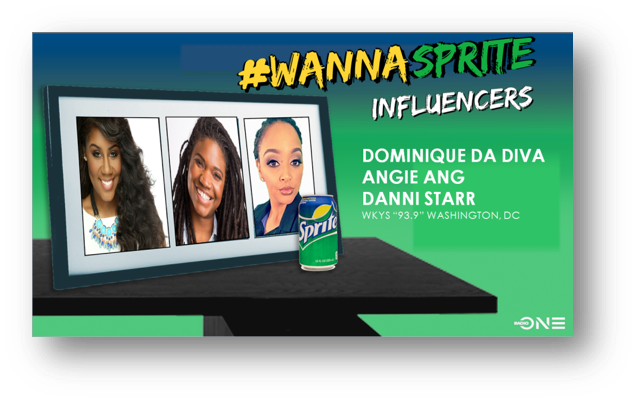 #WANNASPRITE
INFLUENCERS
DOMINIQUE DA DIVA
ANGIE ANG
DANNI STARR
WKYS "93.9" WASHINGTON, DC
Sprite
ONE